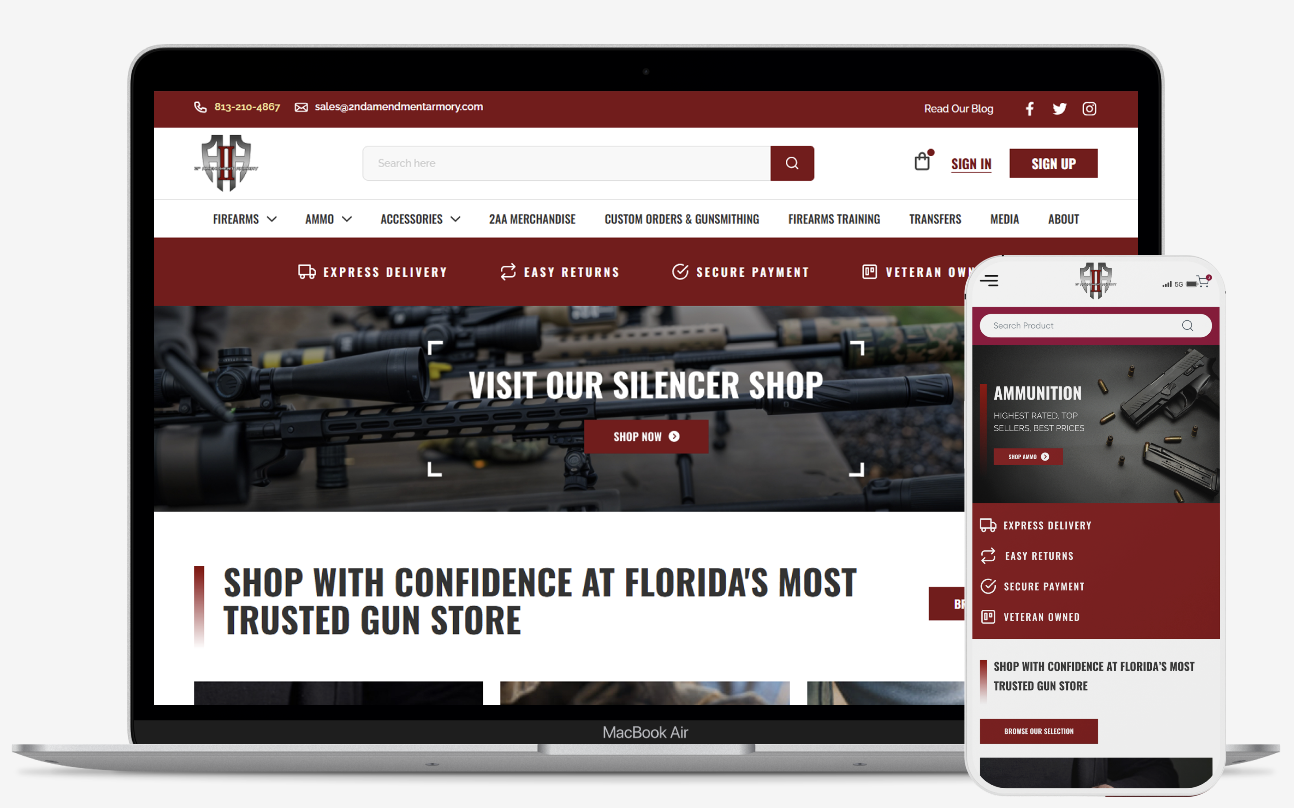 813-210-4867 sales@2ndamendmentarmory.com Read Our Blog
Search here SIGN IN SIGN UP
FIREARMS AMMO ACCESSORIES 2AA MERCHANDISE CUSTOM ORDERS & GUNSMITHING FIREARMS TRAINING TRANSFERS MEDIA ABOUT
EXPRESS DELIVERY EASY RETURNS SECURE PAYMENT VETERAN OWN
VISIT OUR SILENCER SHOP
SHOP NOW
SHOP WITH CONFIDENCE AT FLORIDA'S MOST
TRUSTED GUN STORE
BR
MacBook Air
5G
Search Product
AMMUNITION
HIGHEST RATED, TOP
SELLERS, BEST PRICES
SHOP AMMO
EXPRESS DELIVERY
EASY RETURNS
SECURE PAYMENT
VETERAN OWNED
SHOP WITH CONFIDENCE AT FLORIDA'S MOST
TRUSTED GUN STORE
BROWSE OUR SELECTION